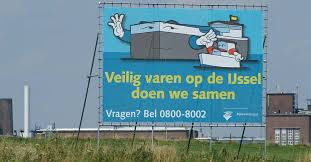 Veilig varen op de IJssel
doen we samen
Vragen? Bel 0800-8002